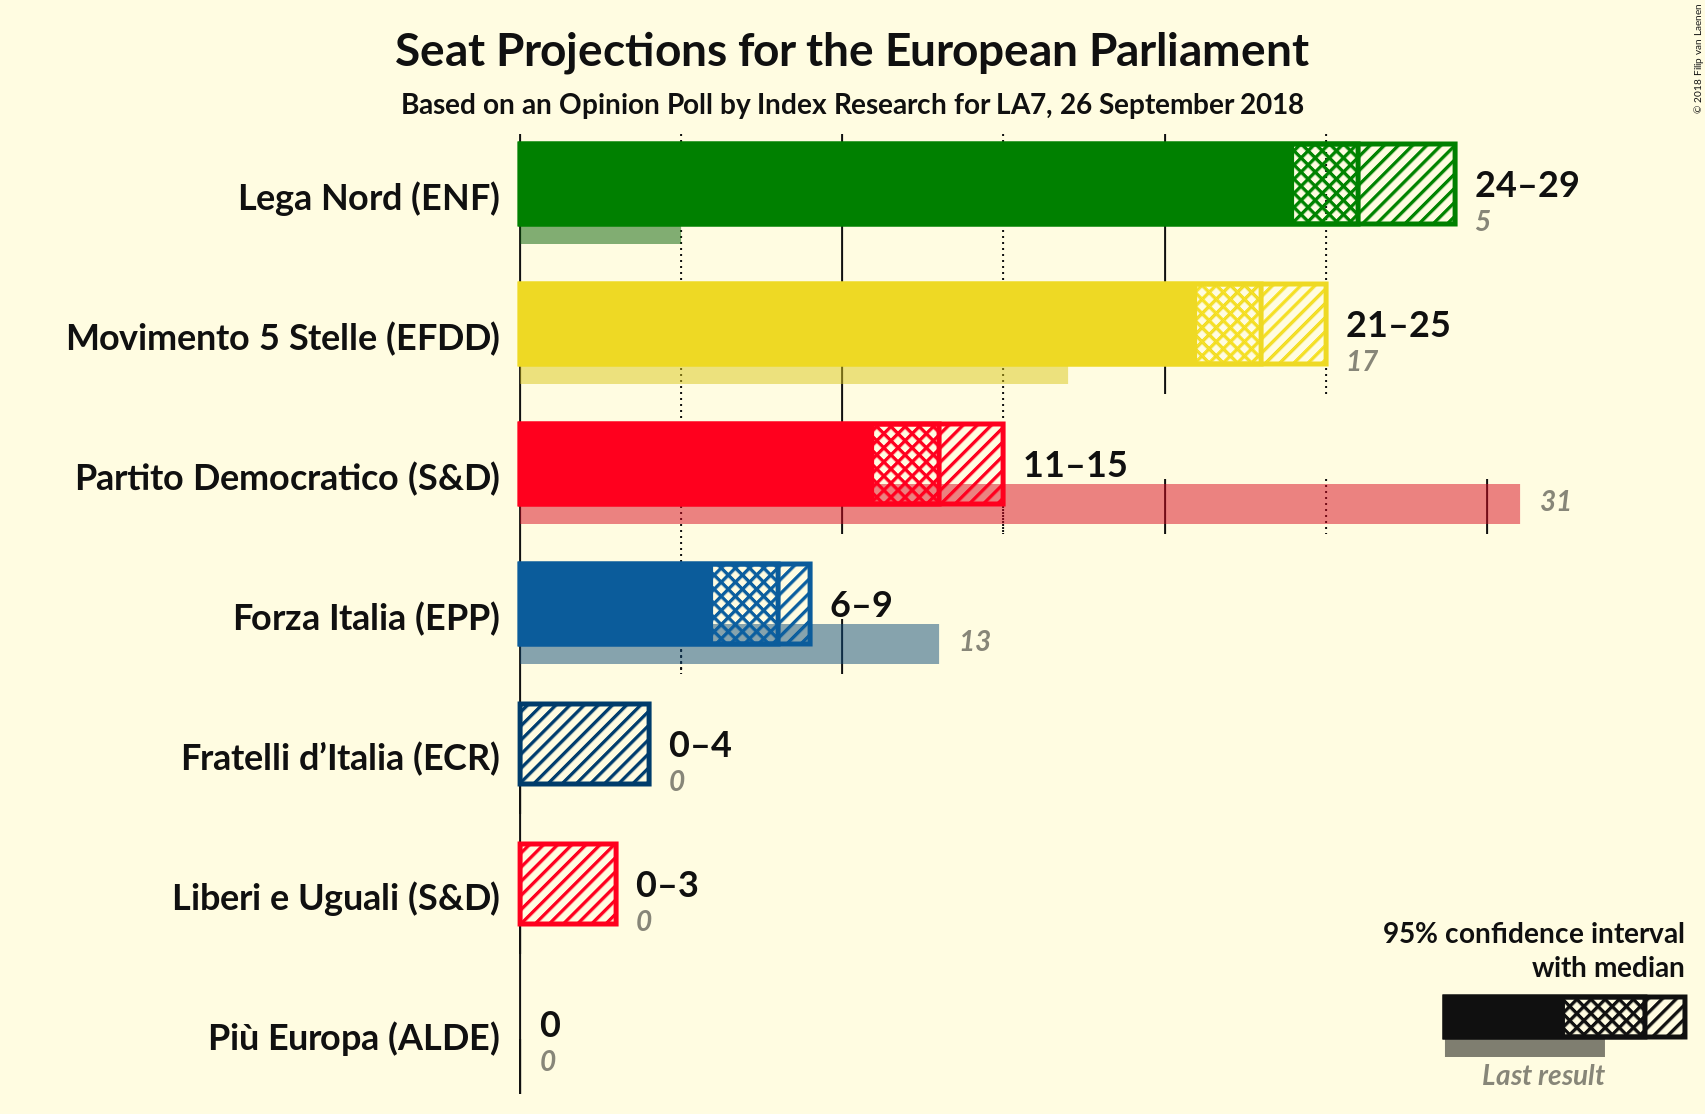 Seat Projections for the European Parliament
Based on an Opinion Poll by Index Research for LA7, 26 September 2018
© 2018 Filip van Laenen
Lega Nord (ENF)
24–29
5
Movimento 5 Stelle (EFDD)
21–25
17
Partito Democratico (S&D)
11–15
31
Forza Italia (EPP)
6–9
13
Fratelli d’Italia (ECR)
0–4
0
Liberi e Uguali (S&D)
0–3
0
Più Europa (ALDE)
0
0
95% confidence interval
with median
Last result